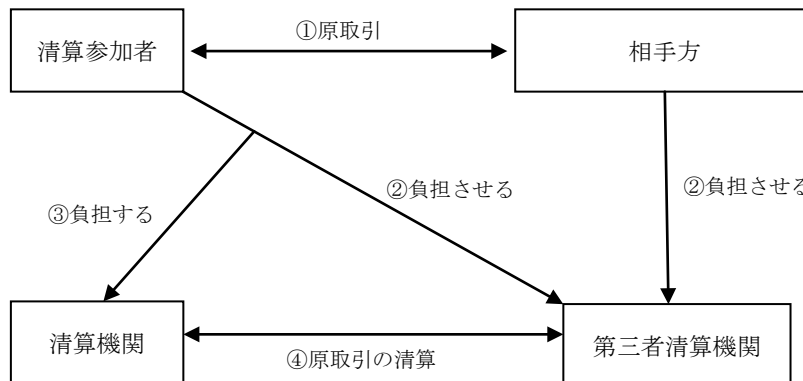 ①原取引
清算参加者
相手方
②負担させる
②負担させる
③負担する
清算機関
第三者清算機関
④原取引の清算